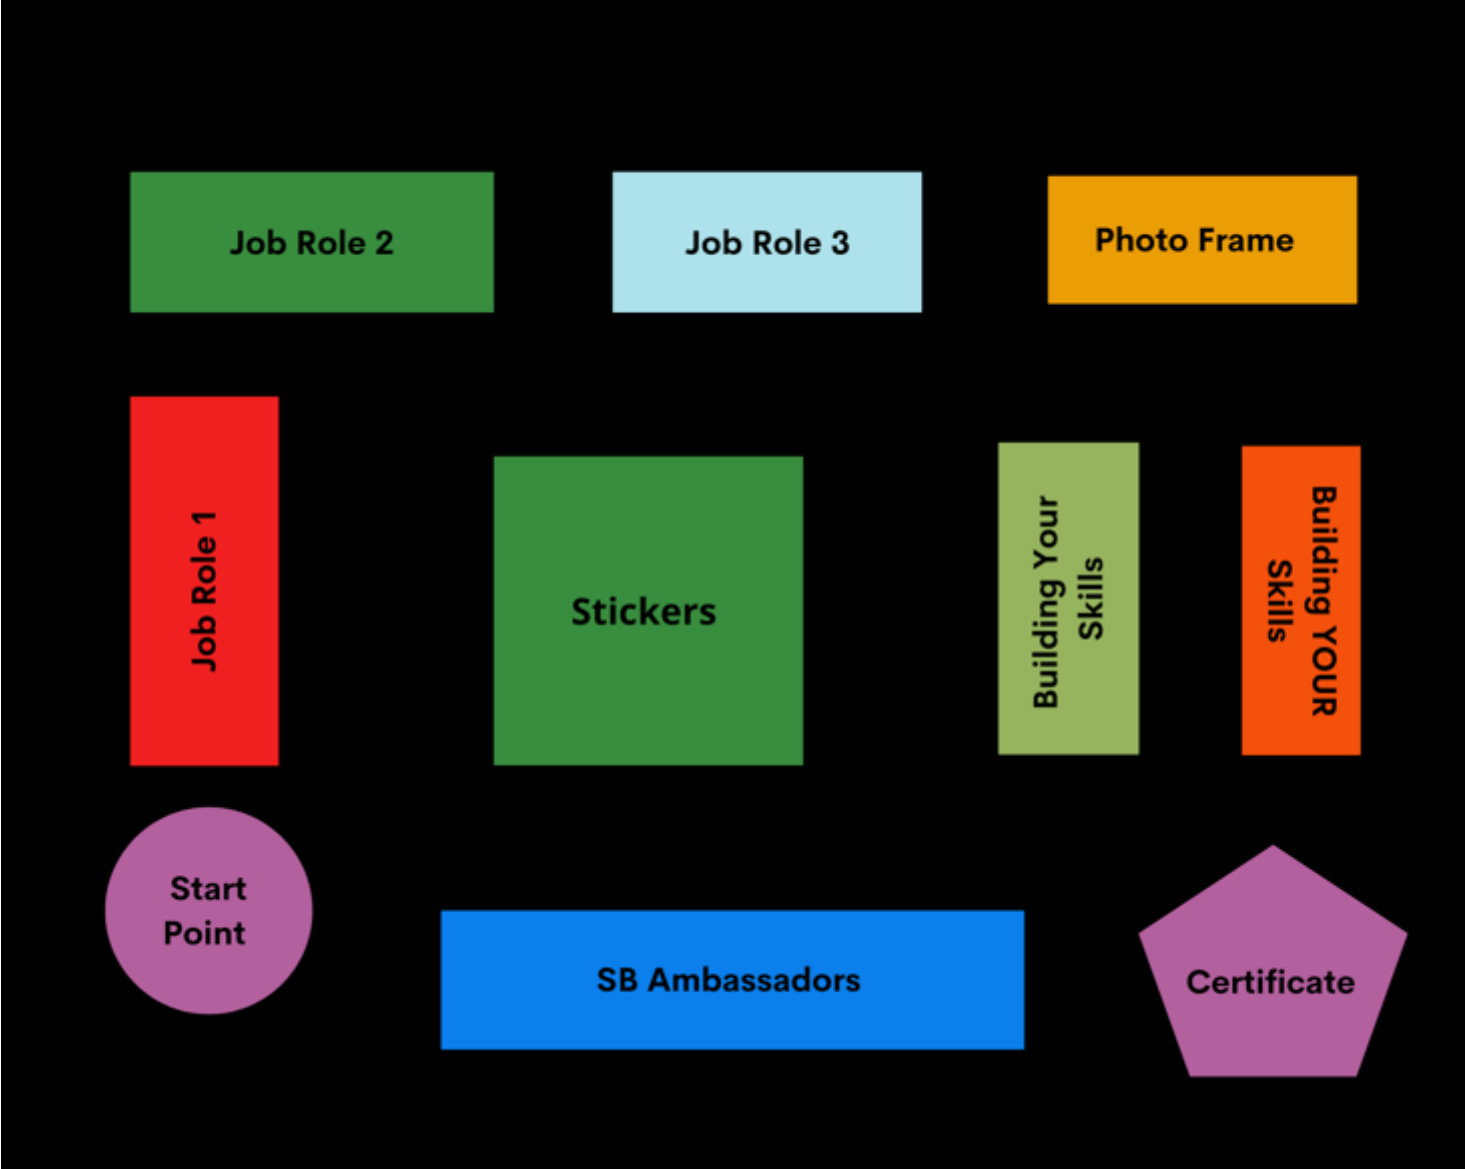 Job Role 2
Job Role 3
Photo Frame
Job Role 1
Stickers
Building Your
Skills
Building YOUR
Skills
Start
Point
SB Ambassadors
Certificate